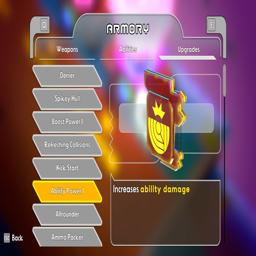 ARMORY
Weapons
Abilities
Upgrades
Denier
Spikey Hull
Boost Power I
Refreshing Collisions
Kick Start
Ability Power I
Allrounder
Ammo Packer
Increases ability damage
Back